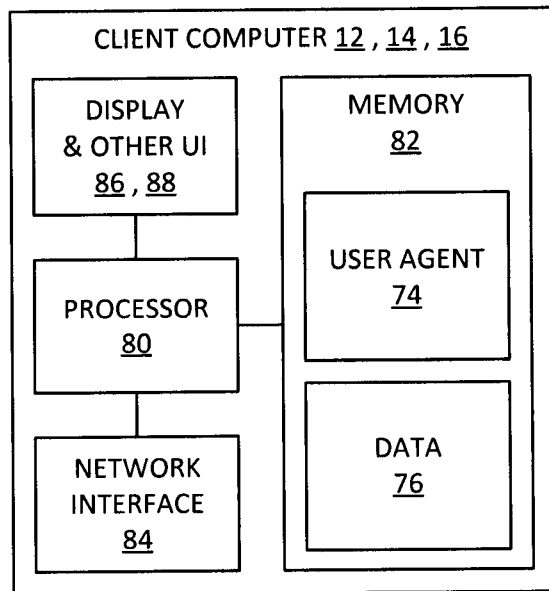 CLIENT COMPUTER 12 , 14 , 16
DISPLAY
& OTHER UI
86 , 88
PROCESSOR
80
NETWORK
INTERFACE
84
MEMORY
82
USER AGENT
74
DATA
76